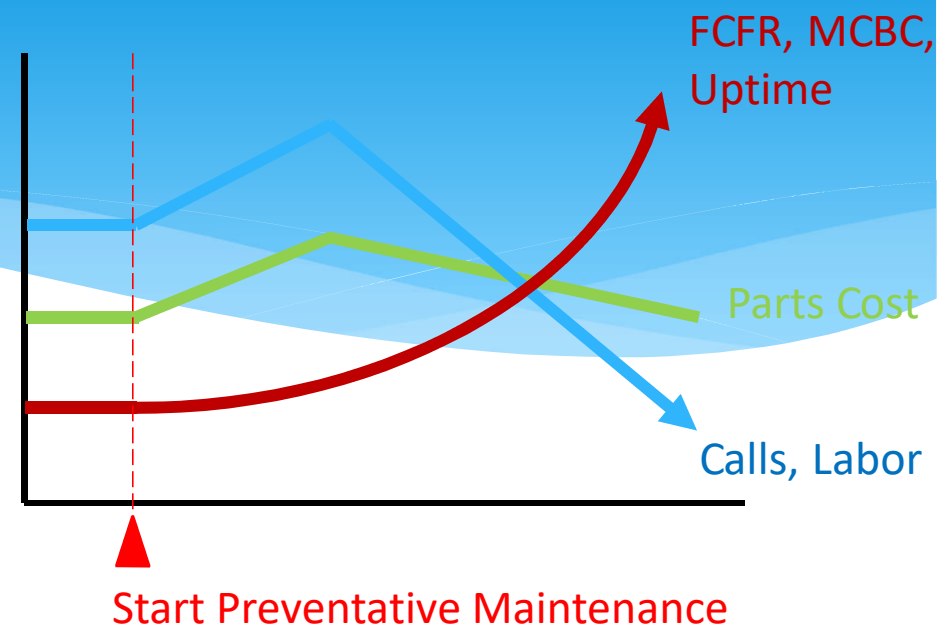 FCFR, MCBC,
Uptime
Parts Cost
Calls, Labor
Start Preventative Maintenance